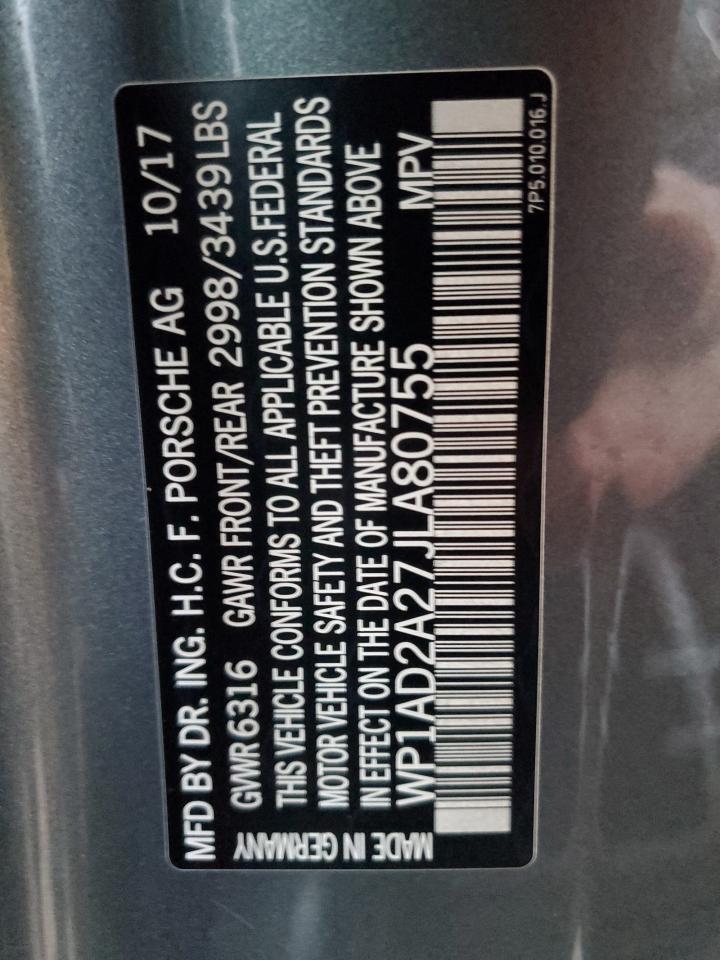 MFD BY DR. ING. H.C. F. PORSCHE AG 10/17
GVWR 6316 GAWR FRONT/REAR 2998/3439LBS
THIS VEHICLE CONFORMS TO ALL APPLICABLE U.S.FEDERAL
MOTOR VEHICLE SAFETY AND THEFT PREVENTION STANDARDS
IN EFFECT ON THE DATE OF MANUFACTURE SHOWN ABOVE
WP1AD2A27JLA80755 MPV
MADE IN GERMANY
7P5.010.016.J